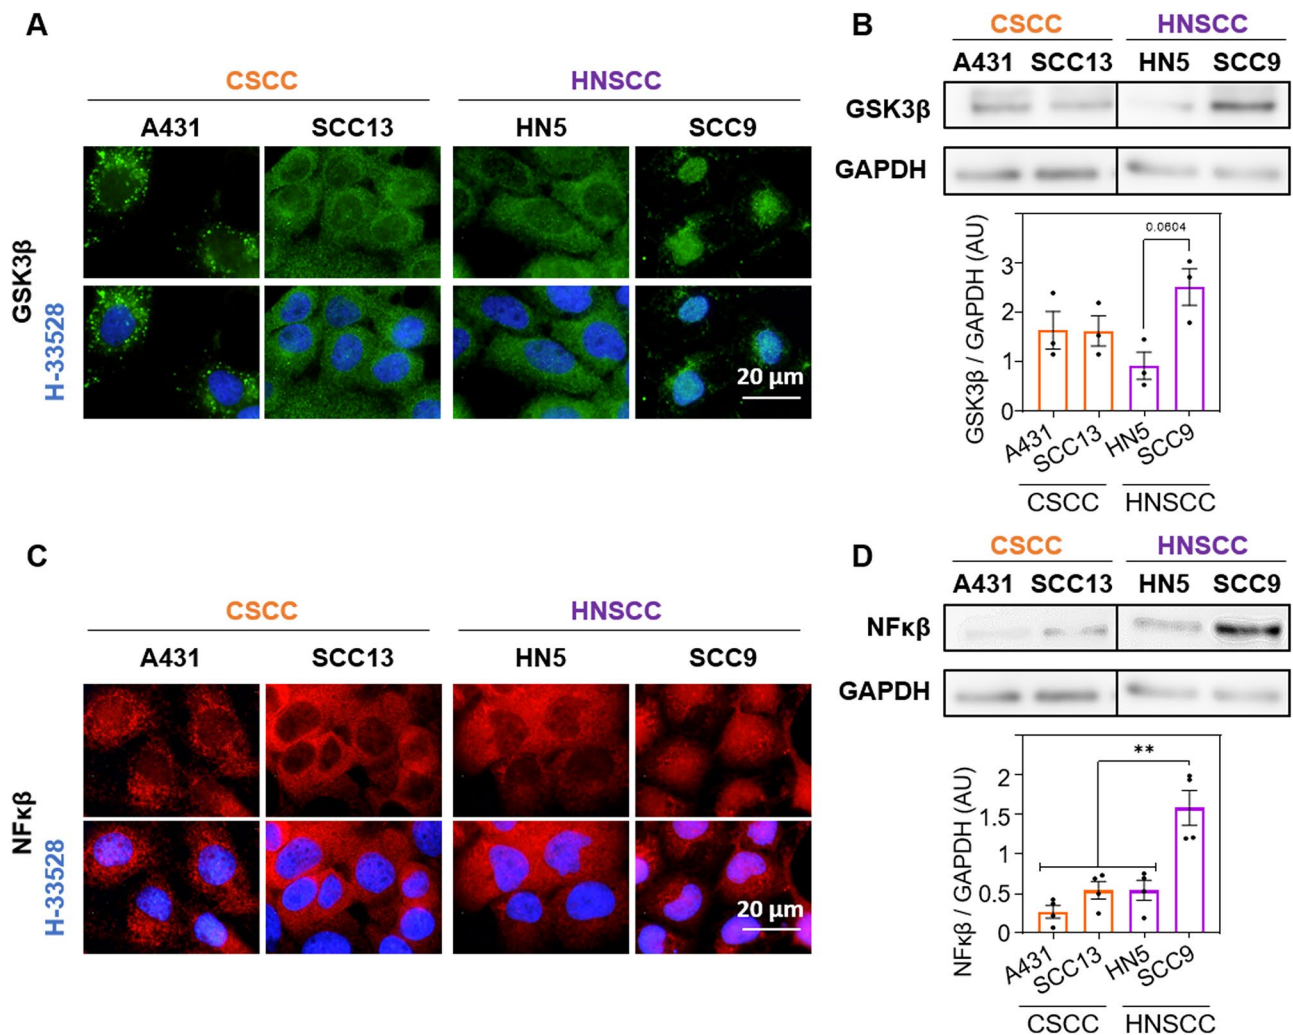 A
CSCC HNSCC
A431 SCC13 HN5 SCC9
GSK3β
H-33528
20 µm
B
CSCC HNSCC
A431 SCC13 HN5 SCC9
GSK3β
GAPDH
GSK3β / GAPDH (AU)
0.0604
3
2
1
0
A431 SCC13 HN5 SCC9
CSCC HNSCC
C
CSCC HNSCC
A431 SCC13 HN5 SCC9
NFκβ
H-33528
20 µm
D
CSCC HNSCC
A431 SCC13 HN5 SCC9
NFκβ
GAPDH
NFκβ / GAPDH (AU)
**
2
1.5
1
0.5
0
A431 SCC13 HN5 SCC9
CSCC HNSCC